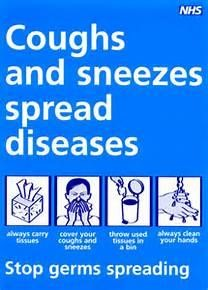 NHS
Coughs
and sneezes
spread
diseases
always carry
tissues
cover your
coughs and
sneezes
throw used
tissues in
a bin
always clean
your hands
Stop germs spreading